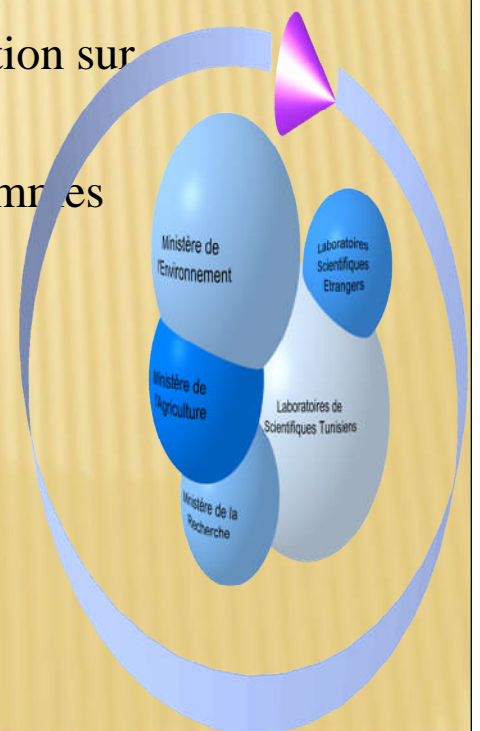 tion sur
Ministère de
l'Environnement
Laboratoires
Scientifiques
Etrangers
Ministère de
l'Agriculture
Laboratoires de
Scientifiques Tunisiens
Ministère de la
Recherche